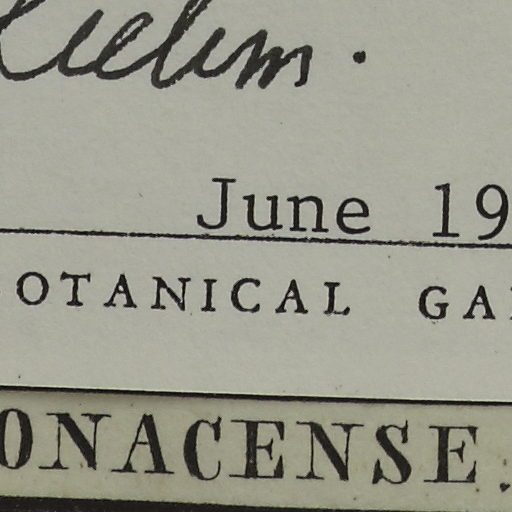 June 19
OTANICAL GA
ONACENSE.